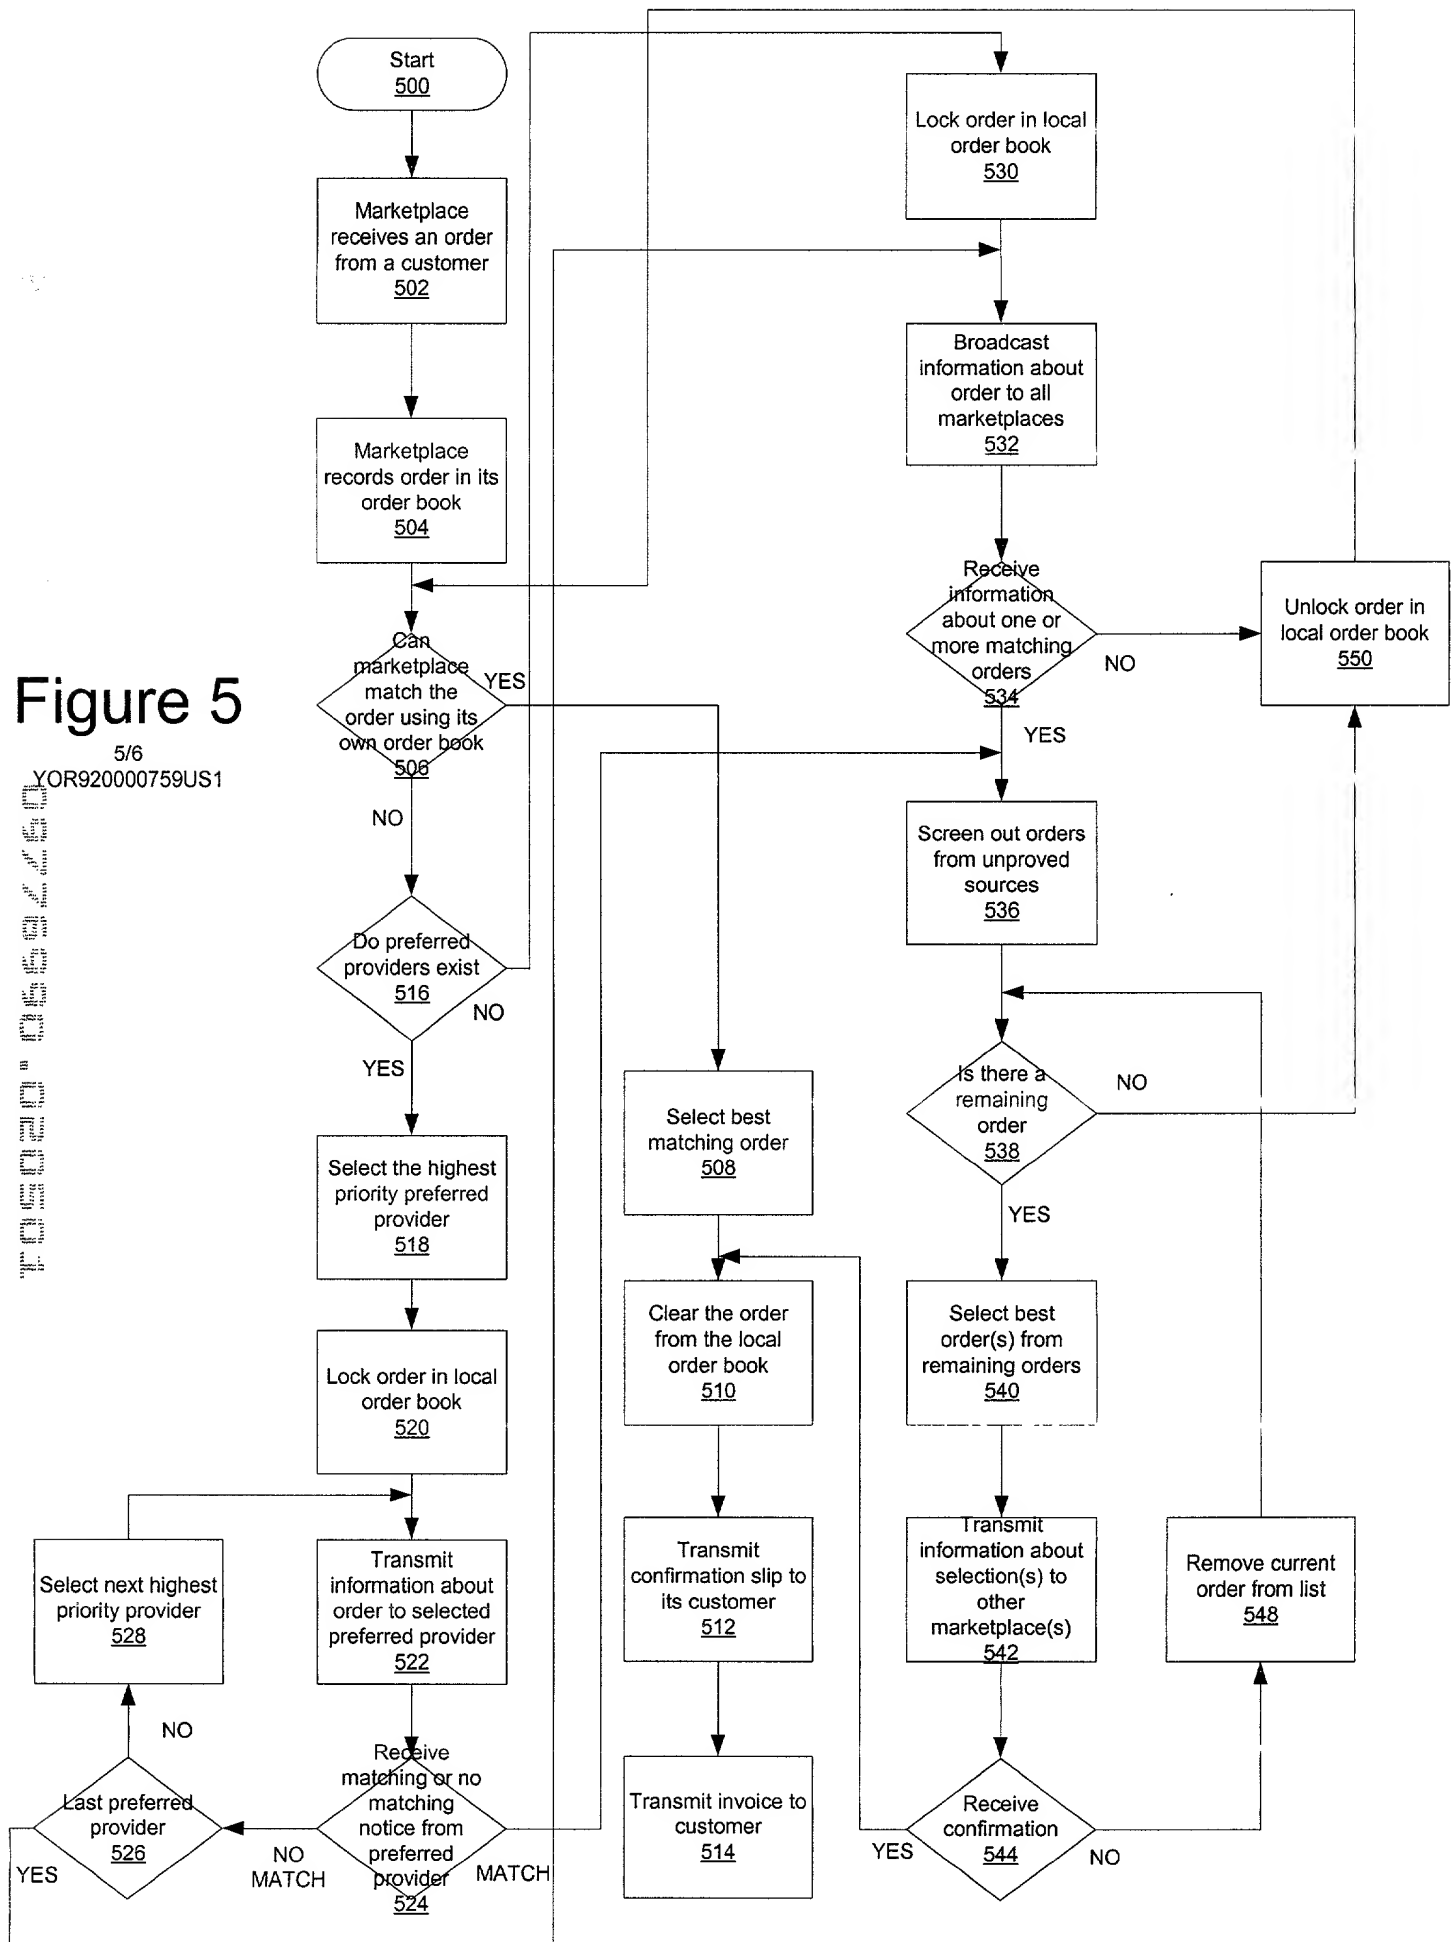 Start
500
Marketplace
receives an order
from a customer
502
Marketplace
records order in its
order book
504
Can
marketplace
match the
order using its
own order book
506
YES
NO
Figure 5
5/6
YOR920000759US1
Do preferred
providers exist
516
NO
YES
Select the highest
priority preferred
provider
518
Lock order in local
order book
520
Transmit
information about
order to selected
preferred provider
522
Select next highest
priority provider
528
NO
Last preferred
provider
526
YES
NO
MATCH
Receive
matching or no
matching
notice from
preferred
provider
524
MATCH
Select best
matching order
508
Clear the order
from the local
order book
510
Transmit
confirmation slip to
its customer
512
Transmit invoice to
customer
514
Lock order in local
order book
530
Broadcast
information about
order to all
marketplaces
532
Receive
information
about one or
more matching
orders
534
NO
YES
Unlock order in
local order book
550
Screen out orders
from unproved
sources
536
Is there a
remaining
order
538
NO
YES
Select best
order(s) from
remaining orders
540
Transmit
information about
selection(s) to
other
marketplace(s)
542
Remove current
order from list
548
Receive
confirmation
544
YES
NO